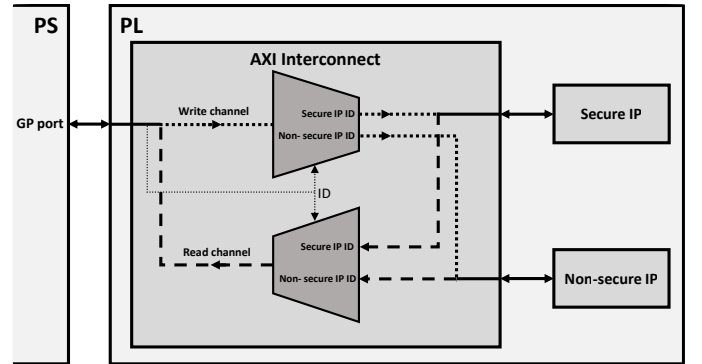 PS
PL
AXI Interconnect
Write channel
Secure IP ID
Non- secure IP ID
GP port
Secure IP
ID
Read channel
Secure IP ID
Non- secure IP ID
Non-secure IP